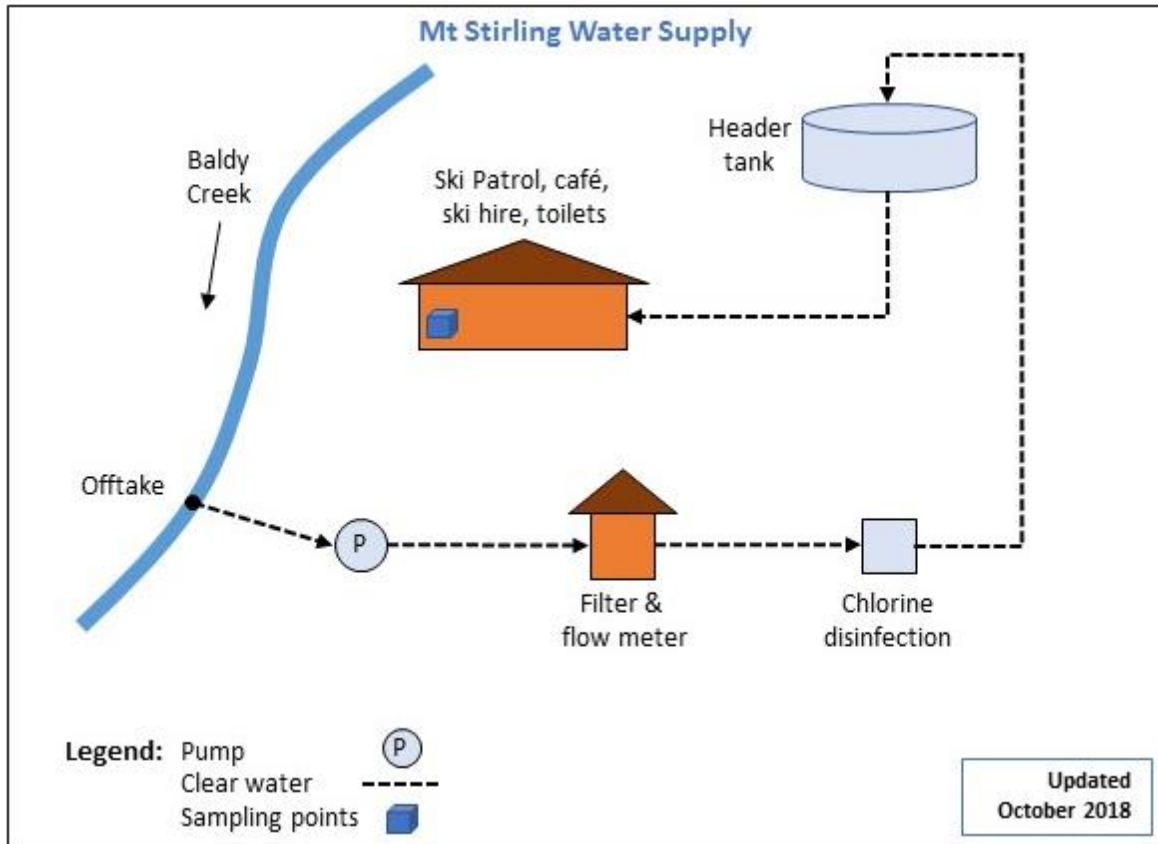 Mt Stirling Water Supply
Baldy
Creek
Ski Patrol, café,
ski hire, toilets
Header
tank
Offtake
P
Filter &
flow meter
Chlorine
disinfection
Legend: Pump P
Clear water
Sampling points
Updated
October 2018